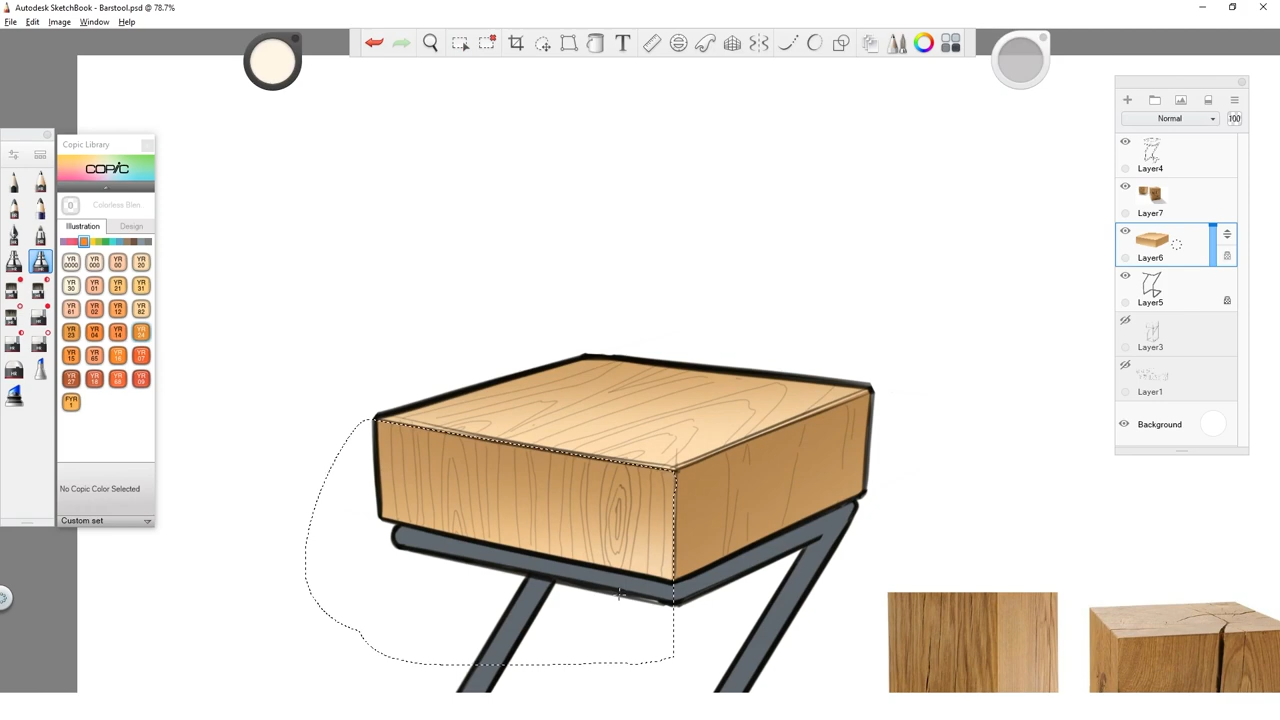 Autodesk SketchBook - Barstool.psd @ 78.7%
File Edit Image Window Help
Copic Library
COPIC
0 Colorless Blen..
Illustration Design
YR 0000 YR 000 YR 00 YR 20
YR 30 YR 01 YR 21 YR 31
YR 61 YR 02 YR 12 YR 82
YR 23 YR 04 YR 14 YR 24
YR 15 YR 65 YR 16 YR 07
YR 27 YR 18 YR 68 YR 09
FYR 1
No Copic Color Selected
Custom set
Normal 100
Layer4
Layer7
Layer6
Layer5
Layer3
Layer1
Background